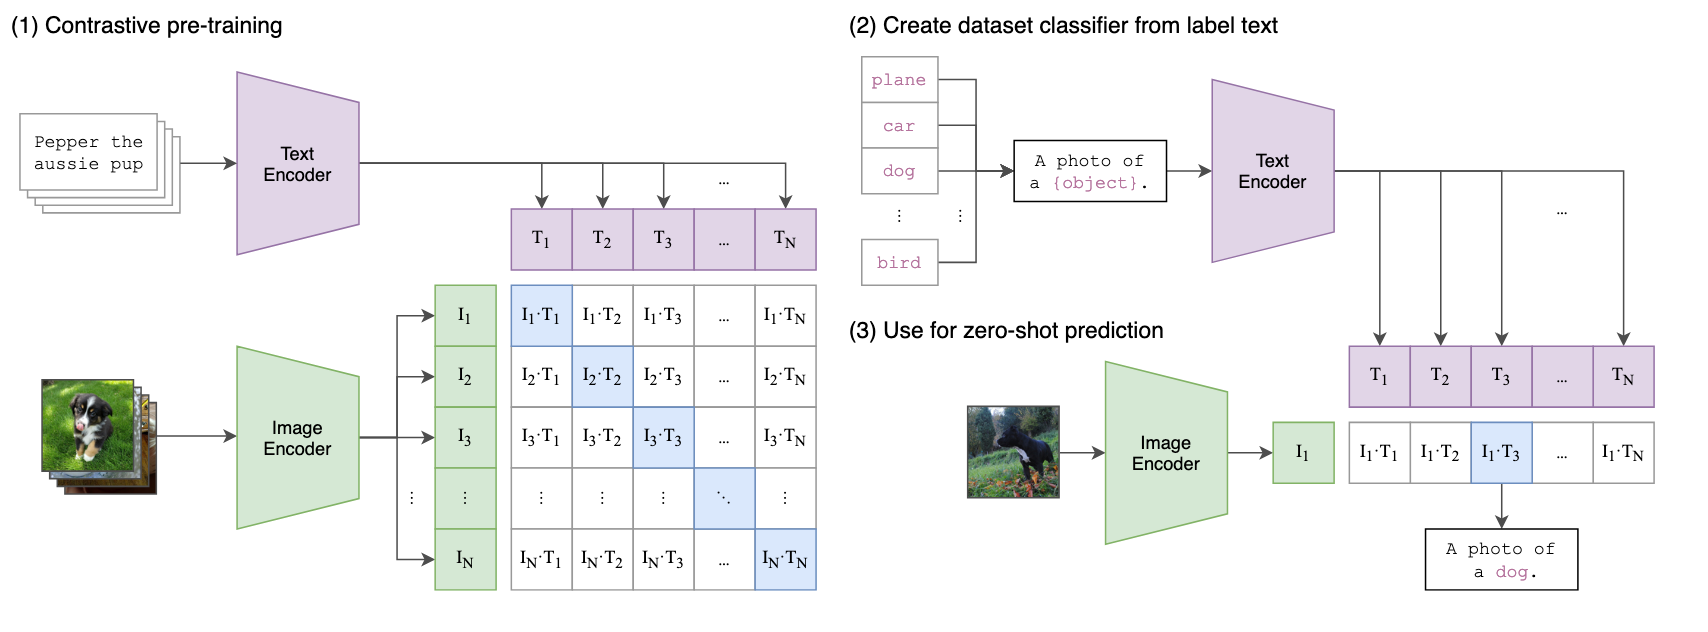 (1) Contrastive pre-training
Pepper the
aussie pup
Text
Encoder
...
T1 T2 T3 ... TN
Image
Encoder
⋮
I1
I2
I3
⋮
IN
I1·T1 I1·T2 I1·T3 ... I1·TN
I2·T1 I2·T2 I2·T3 ... I2·TN
I3·T1 I3·T2 I3·T3 ... I3·TN
⋮ ⋮ ⋮ ⋱ ⋮
IN·T1 IN·T2 IN·T3 ... IN·TN
(2) Create dataset classifier from label text
plane
car
dog
⋮ ⋮
bird
A photo of
a {object}.
Text
Encoder
...
(3) Use for zero-shot prediction
T1 T2 T3 ... TN
Image
Encoder
I1
I1·T1 I1·T2 I1·T3 ... I1·TN
A photo of
a dog.